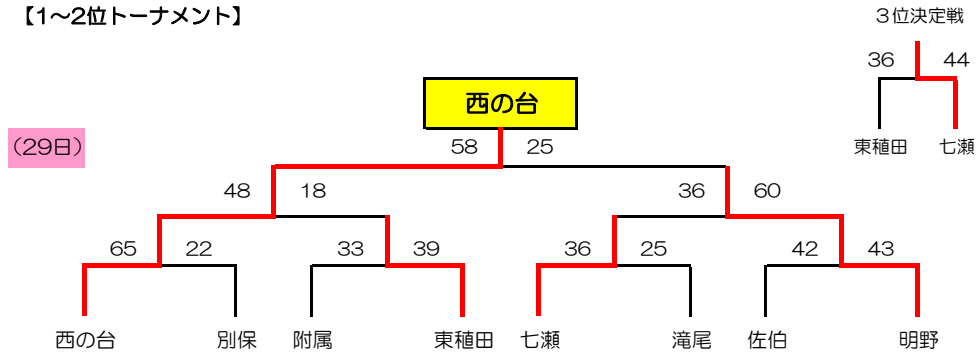 【1～2位トーナメント】
３位決定戦
36 44
西の台
(29日)
58 25
東稙田 七瀬
48 18 36 60
65 22 33 39 36 25 42 43
西の台 別保 附属 東稙田 七瀬 滝尾 佐伯 明野